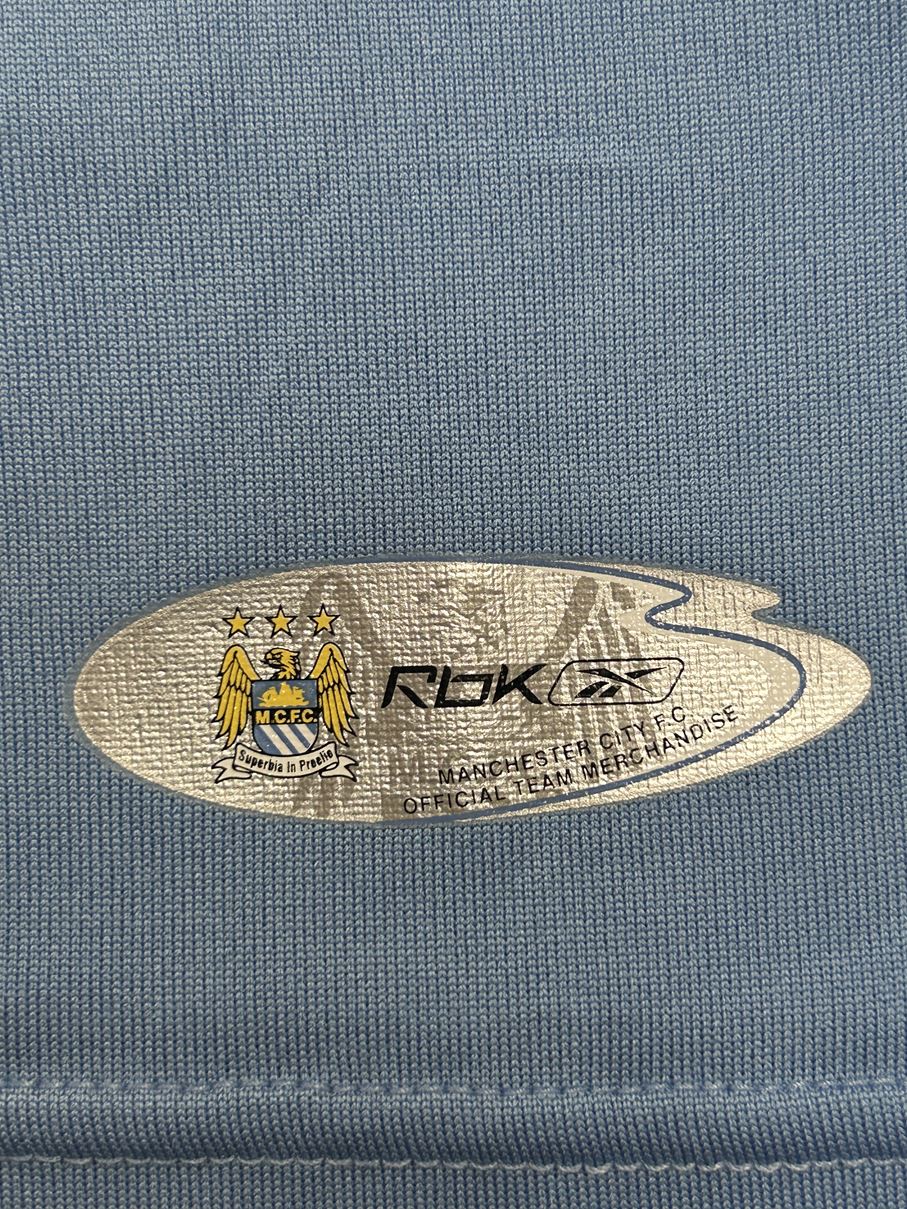 M.C.F.C.
Superbia in Proelio
Rbk
MANCHESTER CITY F.C.
OFFICIAL TEAM MERCHANDISE